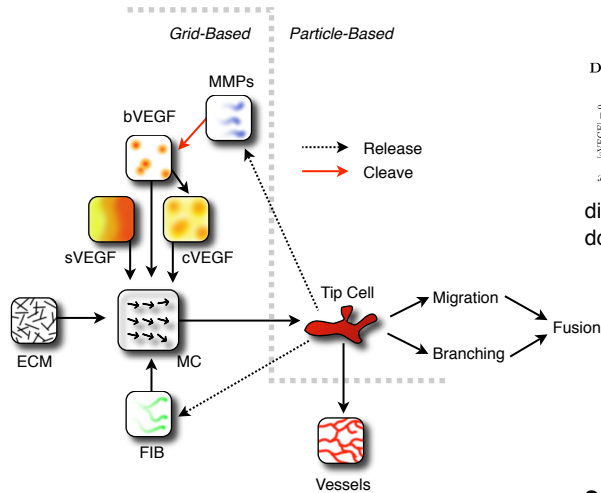 Grid-Based
Particle-Based
MMPs
bVEGF
Release
Cleave
sVEGF
cVEGF
Tip Cell
Migration
Branching
Fusion
ECM
MC
FIB
Vessels
D
di
do